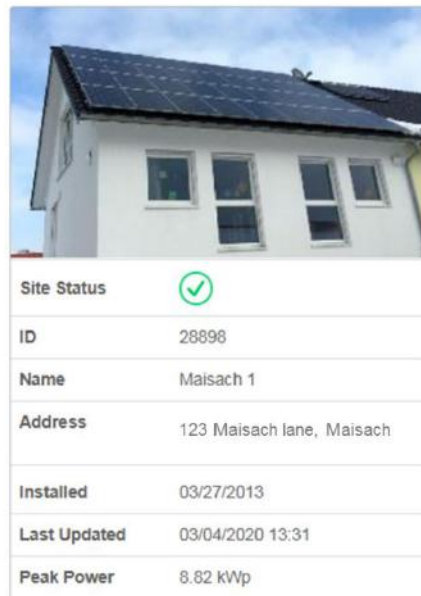 Site Status
ID 28898
Name Maisach 1
Address 123 Maisach lane, Maisach
Installed 03/27/2013
Last Updated 03/04/2020 13:31
Peak Power 8.82 kWp